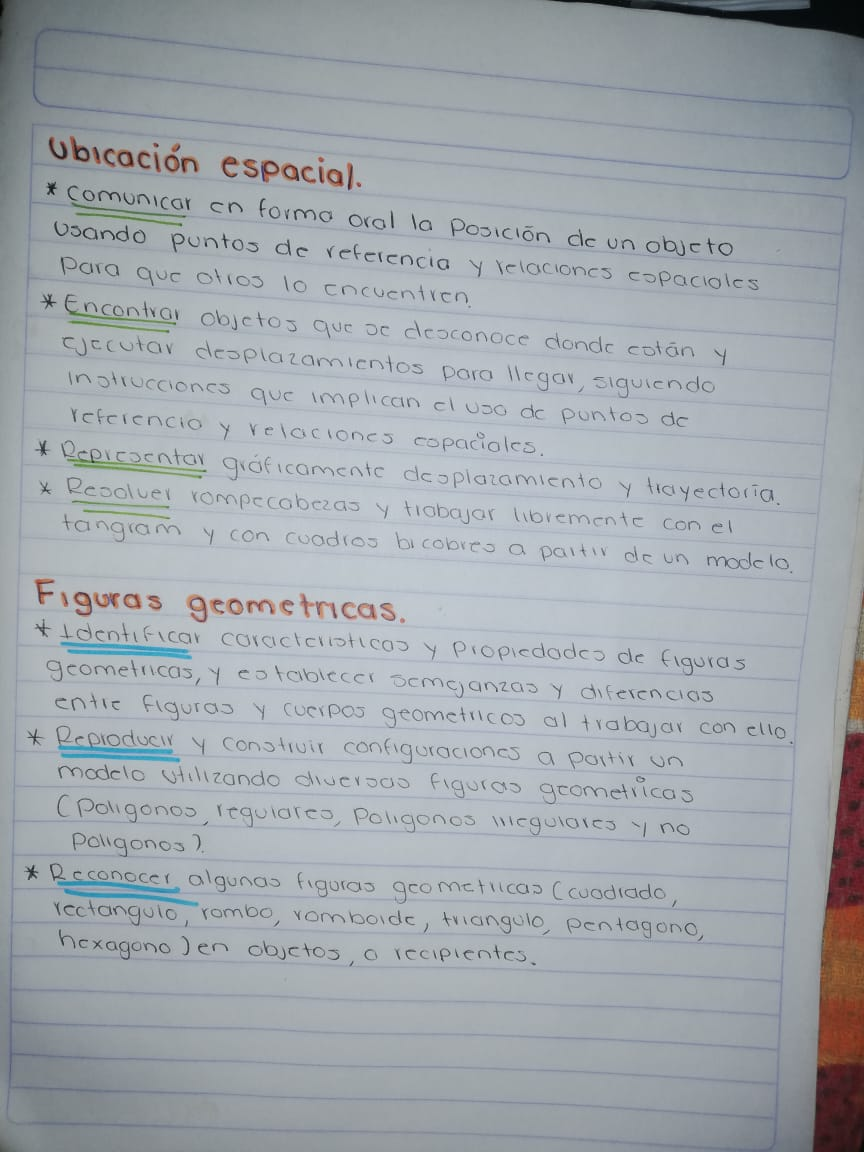 Ubicación espacial.
* Comunicar en forma oral la posición de un objeto
usando puntos de referencia y relaciones espaciales
para que otros lo encuentren.
* Encontrar objetos que se desconoce donde están y
ejecutar desplazamientos para llegar, siguiendo
instrucciones que implican el uso de puntos de
referencia y relaciones espaciales.
* Representar gráficamente desplazamiento y trayectoria.
* Resolver rompecabezas y trabajar libremente con el
tangram y con cuadros bicobres a partir de un modelo.
Figuras geometricas.
* Identificar caracteristicas y propiedades de figuras
geometricas, y establecer semejanzas y diferencias
entre figuras y cuerpos geometricos al trabajar con ello.
* Reproducir y construir configuraciones a partir un
modelo utilizando diversas figuras geometricas
(poligonos, regulares, poligonos irregulares y no
poligonos).
* Reconocer algunas figuras geometricas (cuadrado,
rectangulo, rombo, romboide, triangulo, pentagono,
hexagono) en objetos, o recipientes.